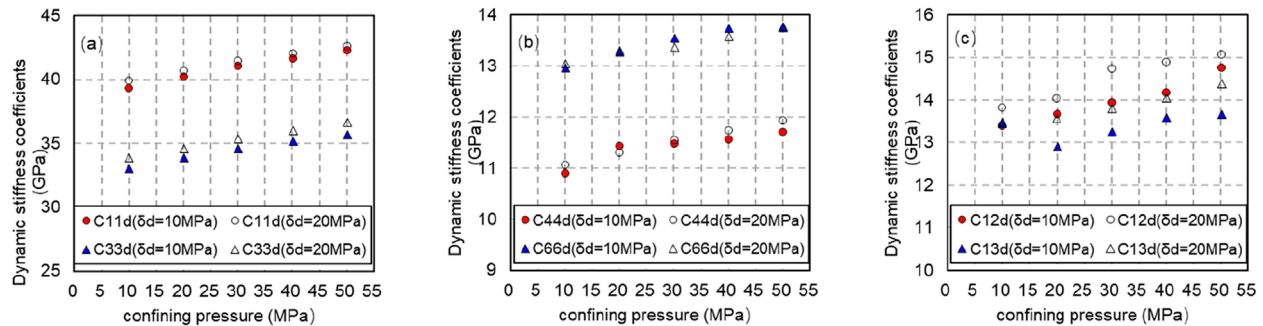 Dynamic stiffness coefficients
(GPa)
45
40
35
30
25
(a)
C11d(δd=10MPa)
C11d(δd=20MPa)
C33d(δd=10MPa)
C33d(δd=20MPa)
0 5 10 15 20 25 30 35 40 45 50 55
confining pressure (MPa)
Dynamic stiffness coefficients
(GPa)
14
13
12
11
10
9
(b)
C44d(δd=10MPa)
C44d(δd=20MPa)
C66d(δd=10MPa)
C66d(δd=20MPa)
0 5 10 15 20 25 30 35 40 45 50 55
confining pressure (MPa)
Dynamic stiffness coefficients
(GPa)
16
15
14
13
12
11
10
(c)
C12d(δd=10MPa)
C12d(δd=20MPa)
C13d(δd=10MPa)
C13d(δd=20MPa)
0 5 10 15 20 25 30 35 40 45 50 55
confining pressure (MPa)